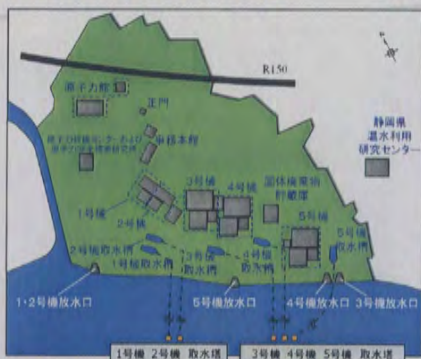 R150
原子力館
正門
事務本館
静岡県
温水利用
研究センター
3号機
4号機
固体廃棄物
貯蔵庫
1号機
2号機
5号機
5号機
取水槽
2号機取水槽
1号機取水槽
3号機
取水槽
4号機
取水槽
1・2号機放水口
5号機放水口
4号機放水口
3号機放水口
1号機 2号機 取水塔
3号機 4号機 5号機 取水塔